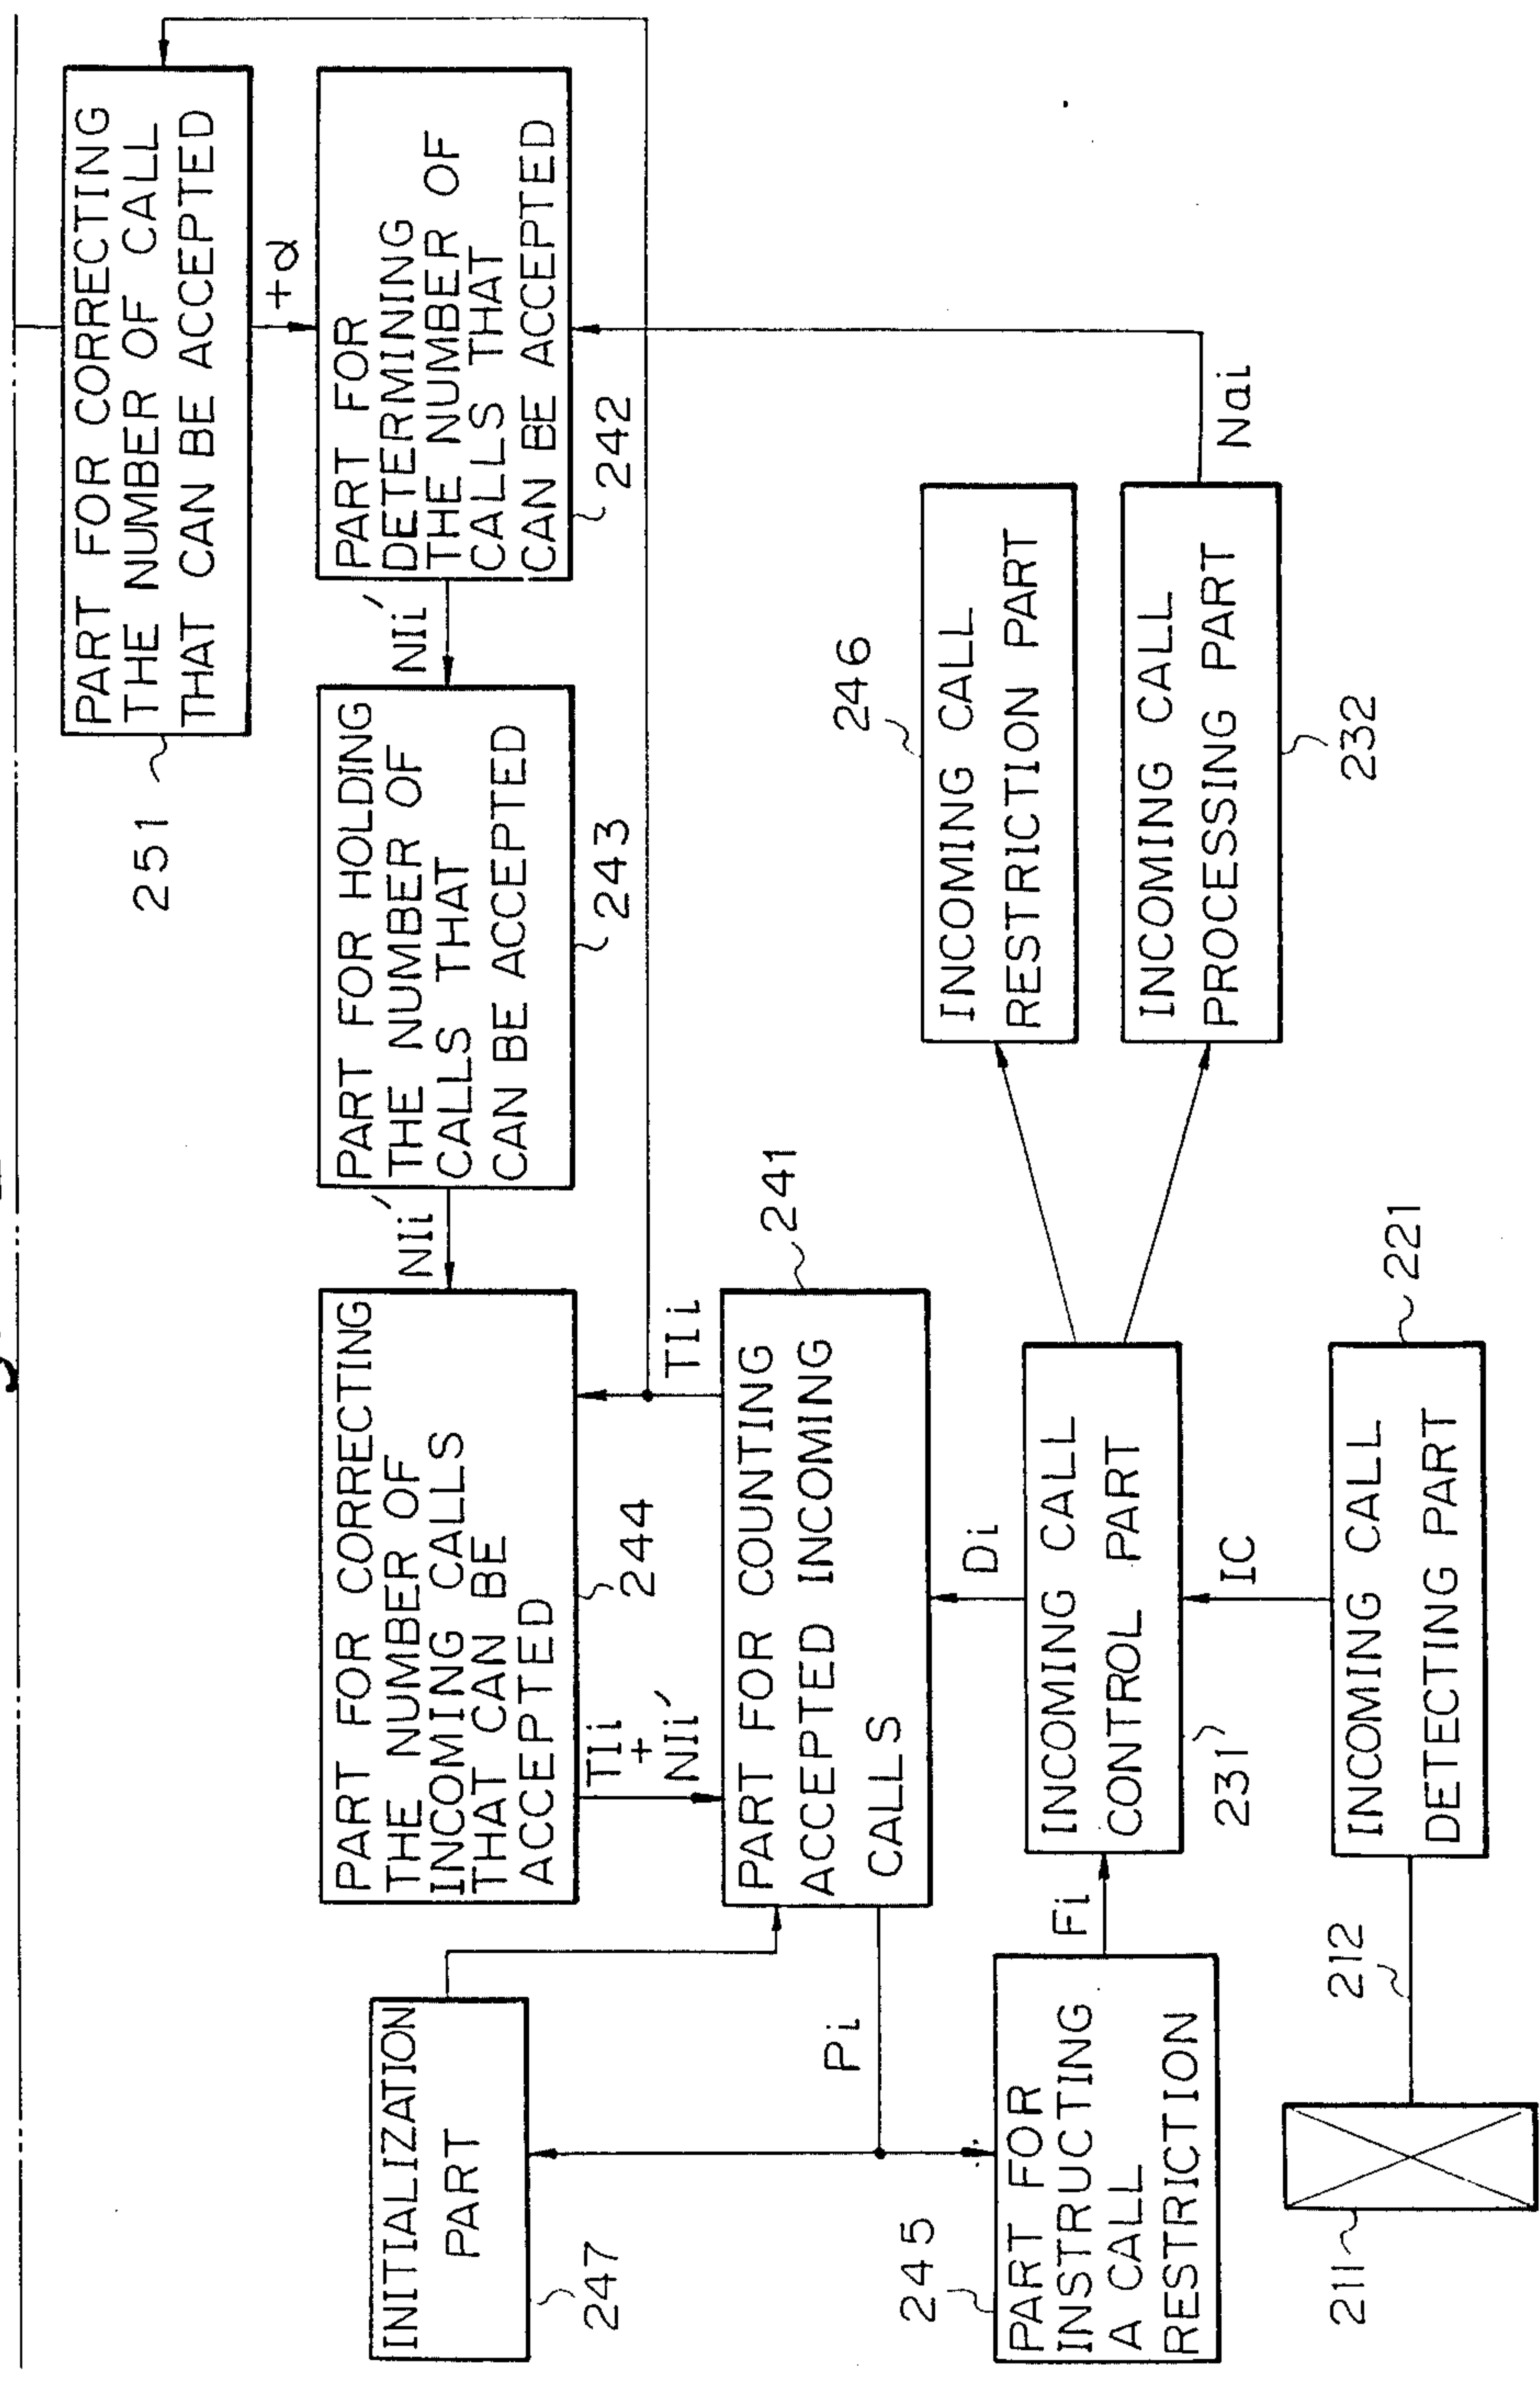 PART FOR CORRECTING
THE NUMBER OF CALL
THAT CAN BE ACCEPTED
251
+α
PART FOR
DETERMINING
THE NUMBER OF
CALLS THAT
CAN BE ACCEPTED
242
NIi′
PART FOR HOLDING
THE NUMBER OF
CALLS THAT
CAN BE ACCEPTED
243
NIi′
PART FOR CORRECTING
THE NUMBER OF
INCOMING CALLS
THAT CAN BE
ACCEPTED
244
TIi
+
NIi′
TIi
INITIALIZATION
PART
247
PART FOR COUNTING
ACCEPTED INCOMING
CALLS
241
Pi
Di
PART FOR
INSTRUCTING
A CALL
RESTRICTION
245
Fi
INCOMING CALL
CONTROL PART
231
INCOMING CALL
RESTRICTION PART
246
INCOMING CALL
PROCESSING PART
232
Nai
IC
INCOMING CALL
DETECTING PART
221
212
211